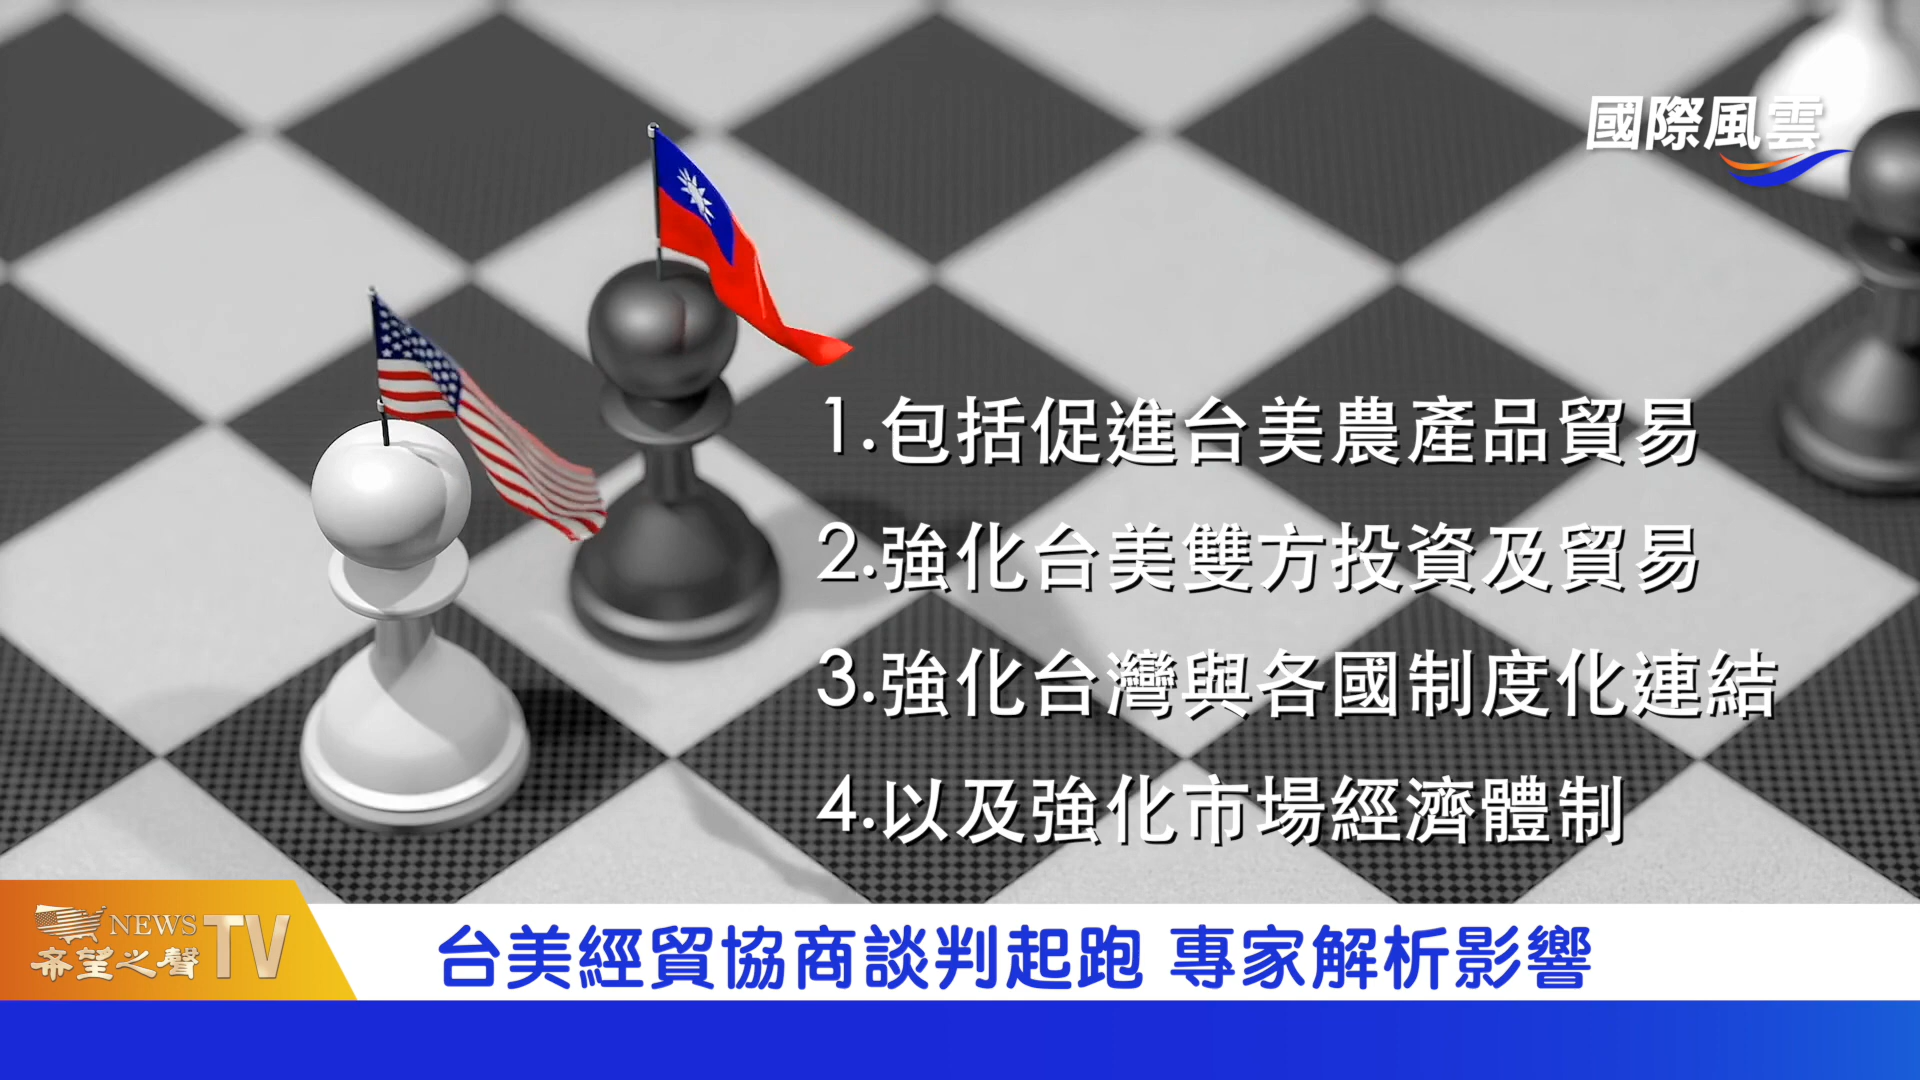 國際風雲
1.包括促進台美農產品貿易
2.強化台美雙方投資及貿易
3.強化台灣與各國制度化連結
4.以及強化市場經濟體制
NEWS
希望之聲TV
台美經貿協商談判起跑 專家解析影響